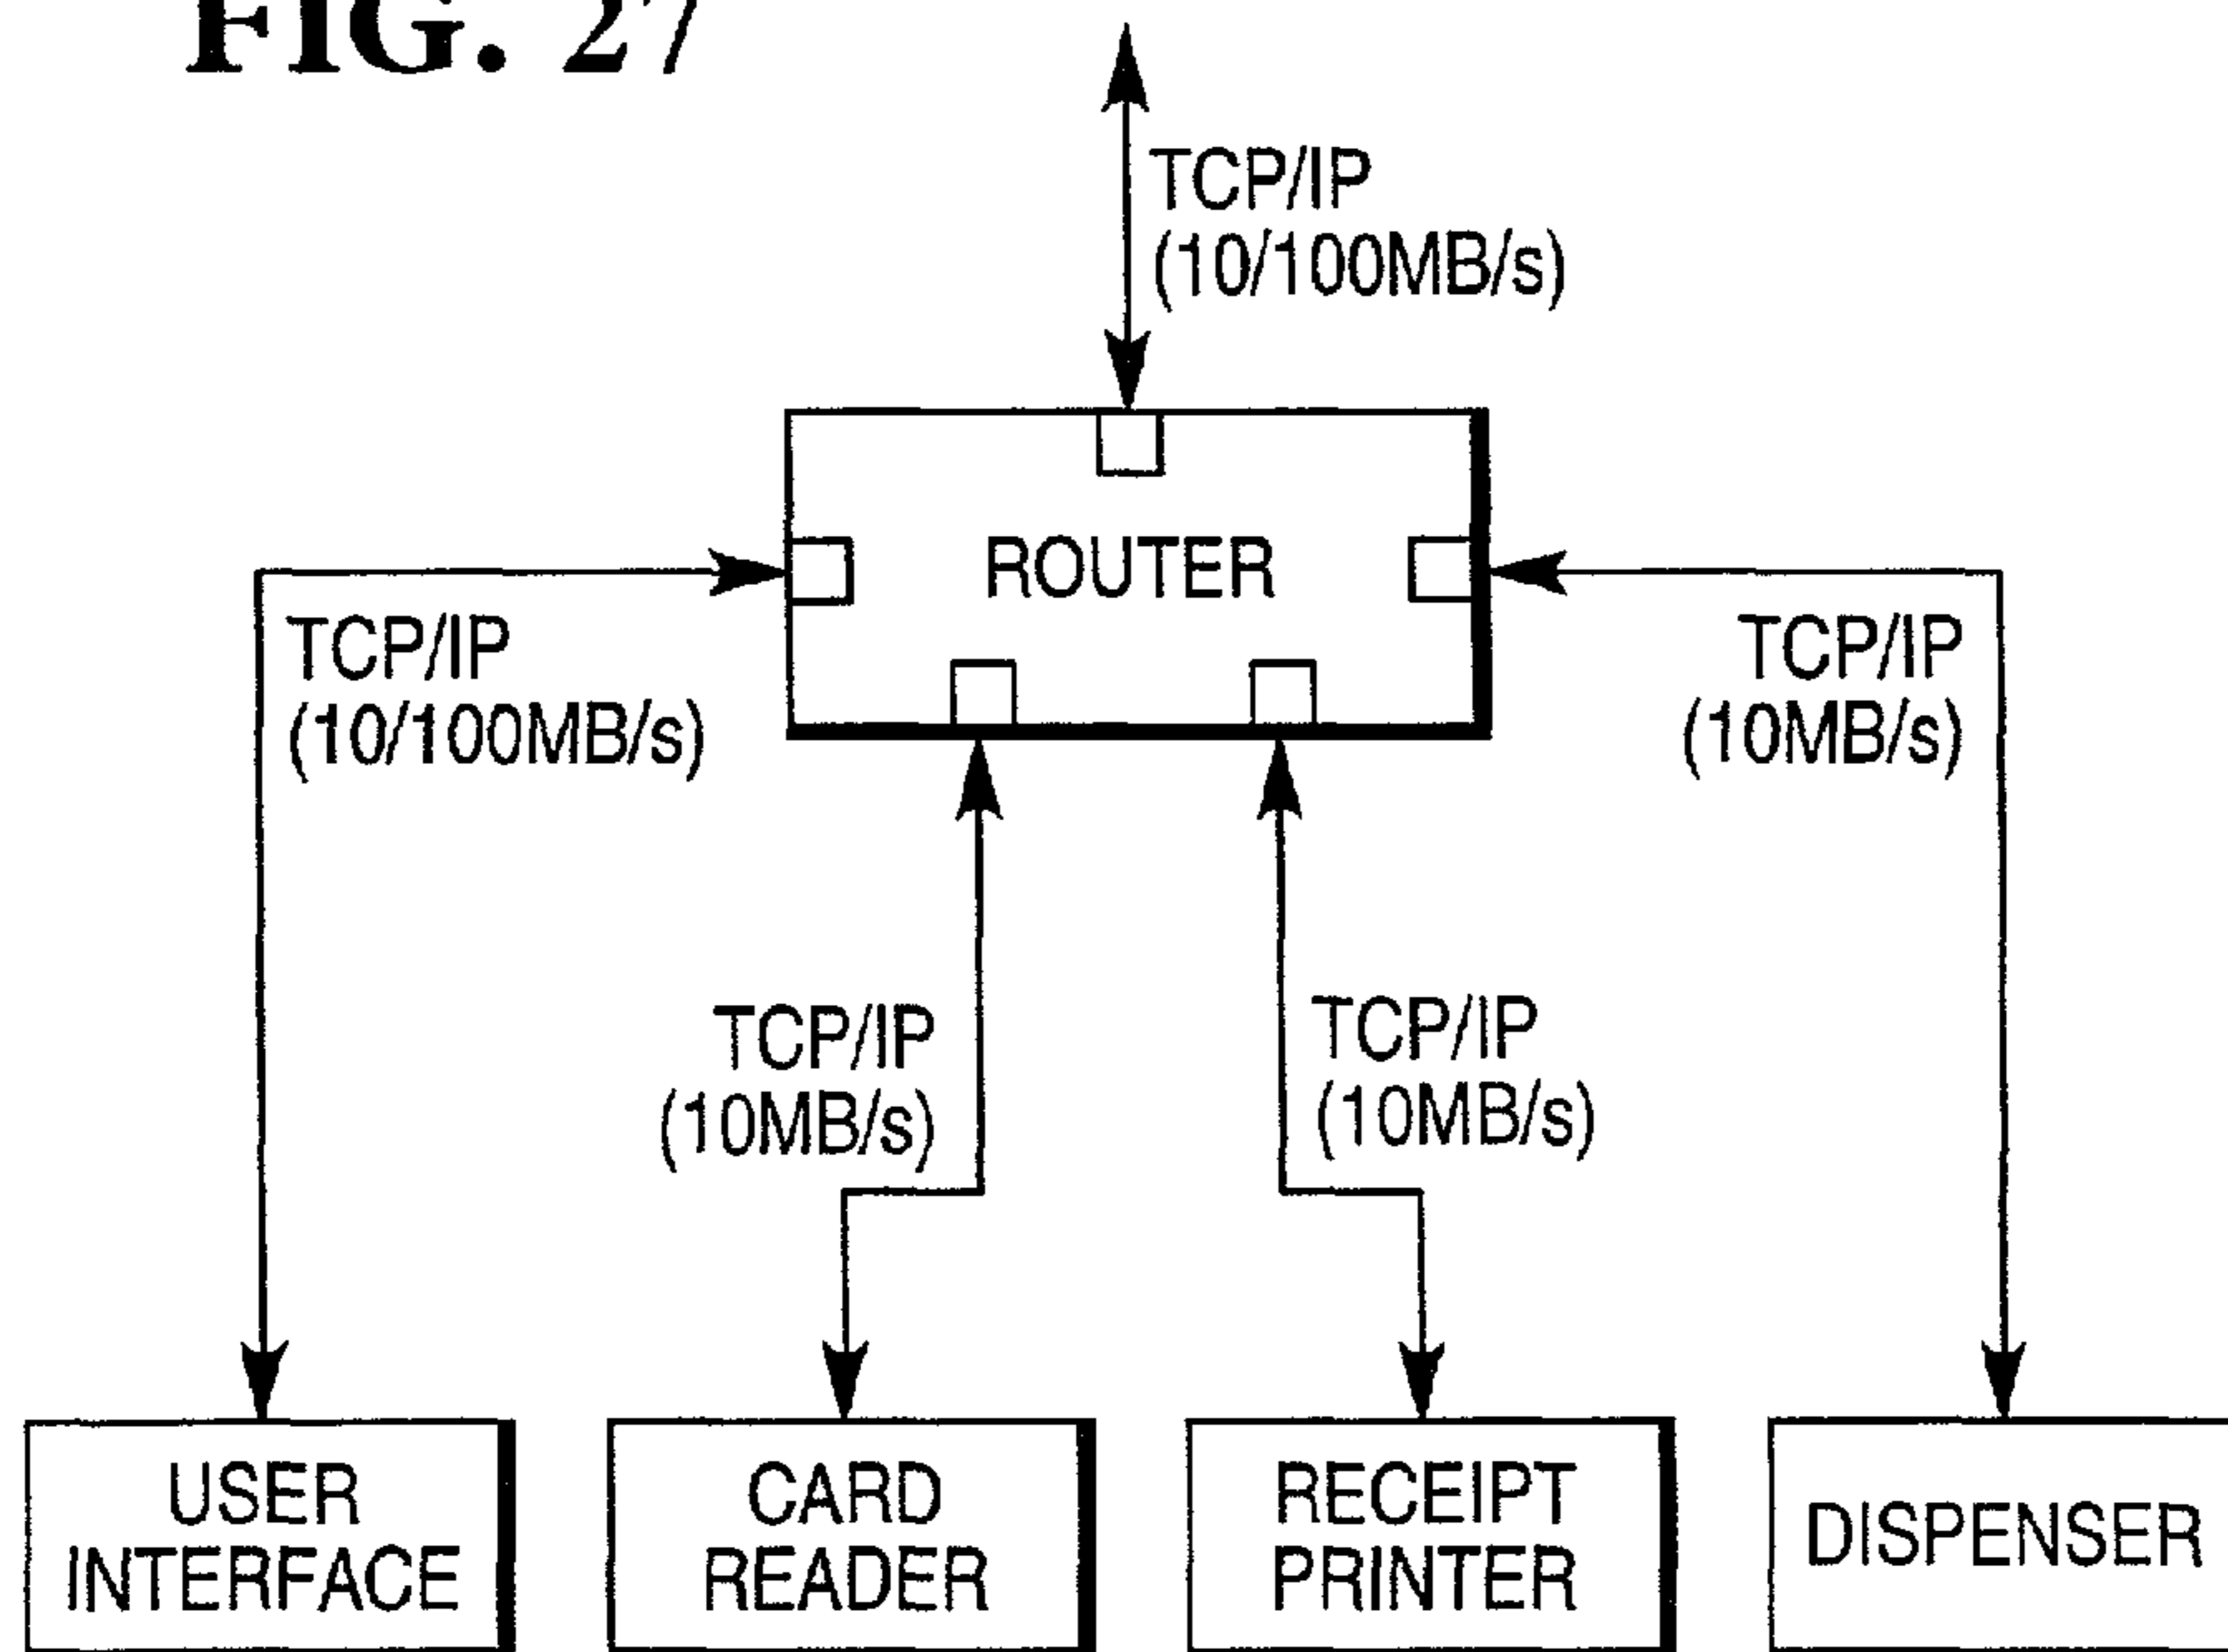 FIG. 27
TCP/IP
(10/100MB/s)
ROUTER
TCP/IP
(10/100MB/s)
TCP/IP
(10MB/s)
TCP/IP
(10MB/s)
TCP/IP
(10MB/s)
USER
INTERFACE
CARD
READER
RECEIPT
PRINTER
DISPENSER